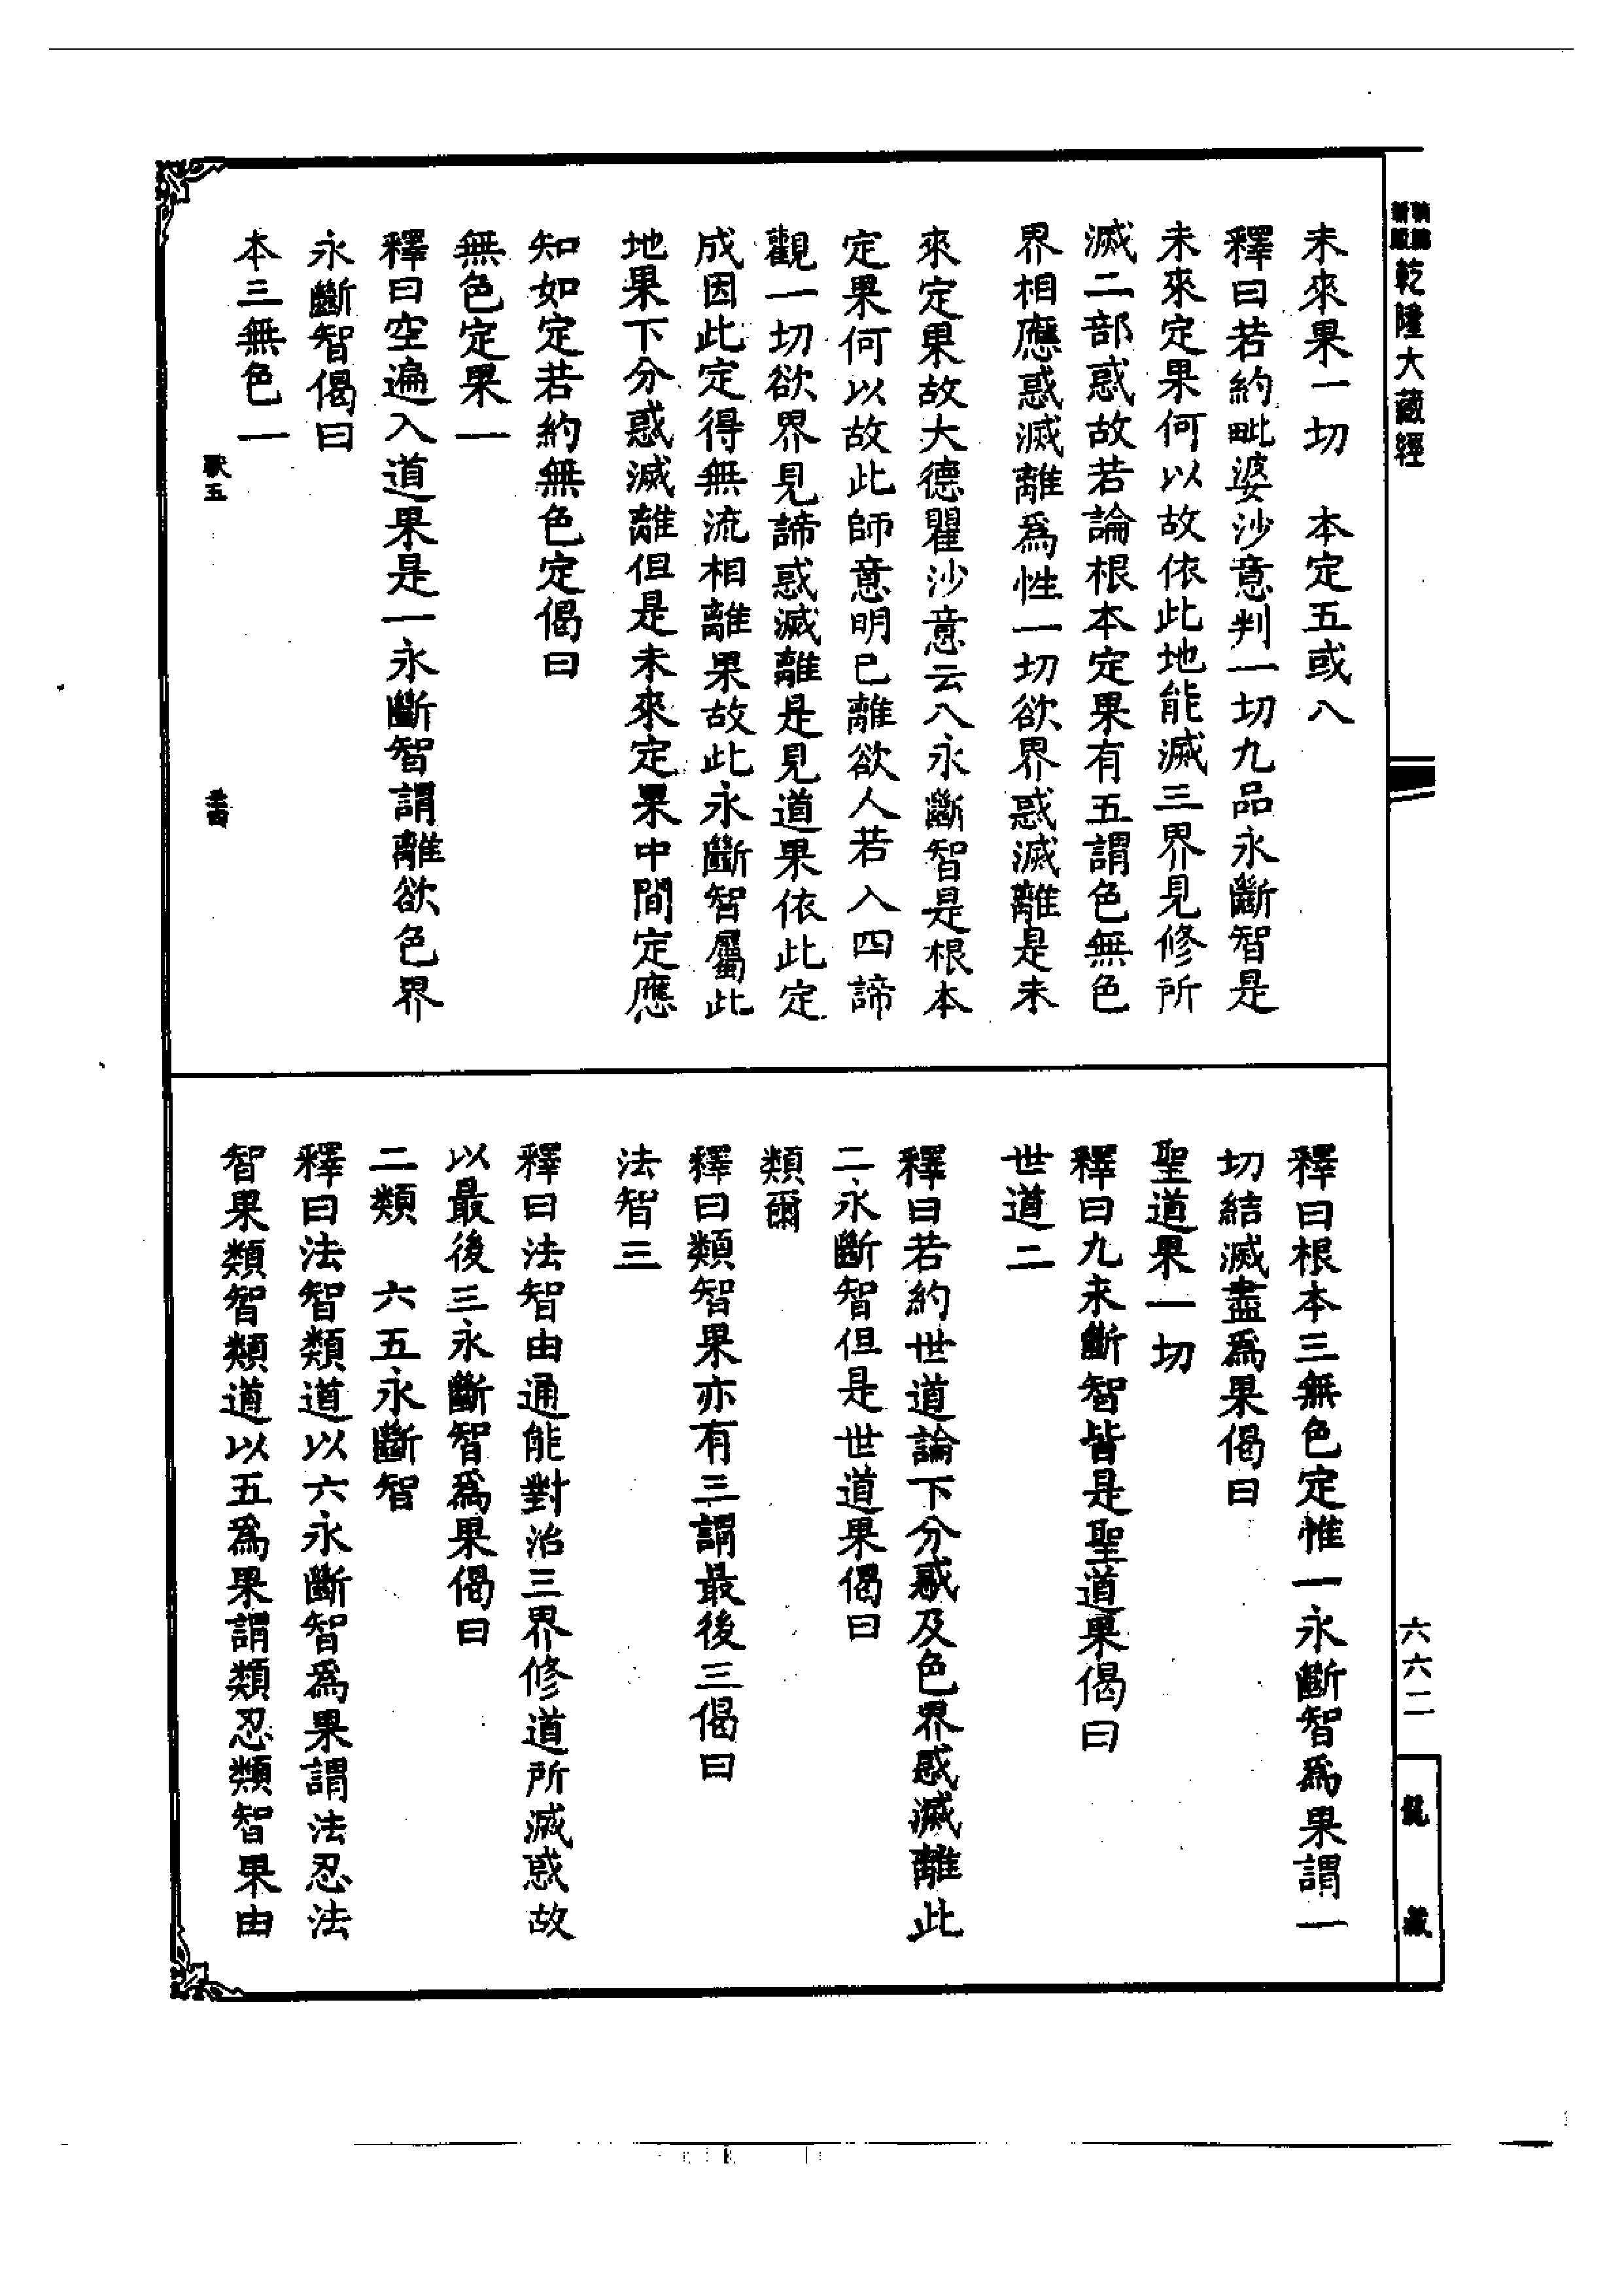 乾隆大藏經
未來果一切　本定五或八
釋曰若約毗婆沙意判一切九品永斷智是
未來定果何以故依此地能滅三界見修所
滅二部惑故若論根本定果有五謂色無色
界相應惑滅離爲性一切欲界惑滅離是未
來定果故大德瞿沙意云八永斷智是根本
定果何以故此師意明已離欲人若入四諦
觀一切欲界見諦惑滅離是見道果依此定
成因此定得無流相離果故此永斷智屬此
地果下分惑滅離但是未來定果中間定應
知如定若約無色定偈曰
無色定果一
釋曰空遍入道果是一永斷智謂離欲色界
永斷智偈曰
本三無色一
釋曰根本三無色定惟一永斷智爲果謂一
切結滅盡爲果偈曰
聖道果一切
釋曰九永斷智皆是聖道果偈曰
世道二
釋曰若約世道論下分惑及色界惑滅離此
二永斷智但是世道果偈曰
類爾
釋曰類智果亦有三謂最後三偈曰
法智三
釋曰法智由通能對治三界修道所滅惑故
以最後三永斷智爲果偈曰
二類　六五永斷智
釋曰法智類道以六永斷智爲果謂法忍法
智果類智類道以五爲果謂類忍類智果由
六六二
龍藏